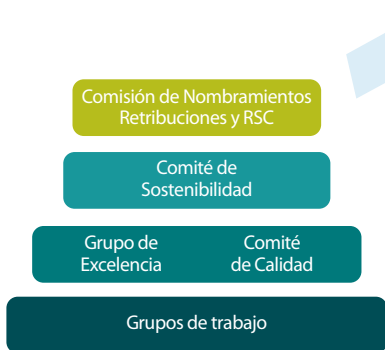 Comisión de Nombramientos
Retribuciones y RSC
Comité de
Sostenibilidad
Grupo de
Excelencia
Comité
de Calidad
Grupos de trabajo